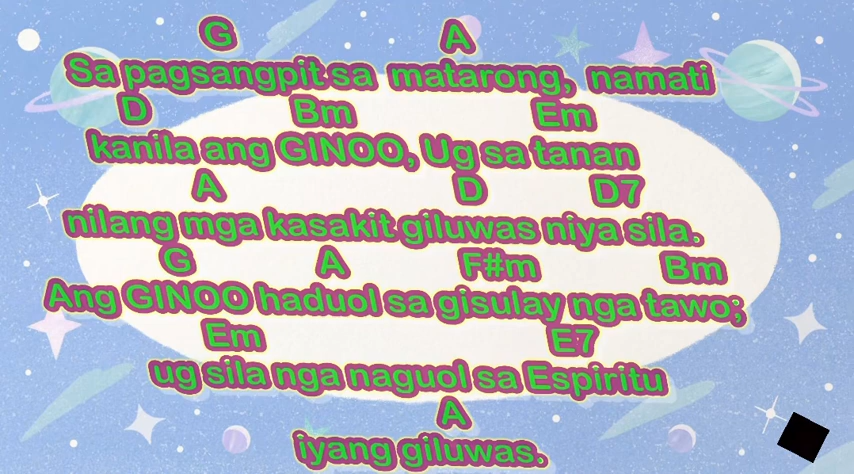 G A
Sa pagsangpit sa matarong, namati
D Bm Em
kanila ang GINOO, Ug sa tanan
A D D7
nilang mga kasakit giluwas niya sila.
G A F#m Bm
Ang GINOO haduol sa gisulay nga tawo;
Em E7
ug sila nga naguol sa Espiritu
A
iyang giluwas.